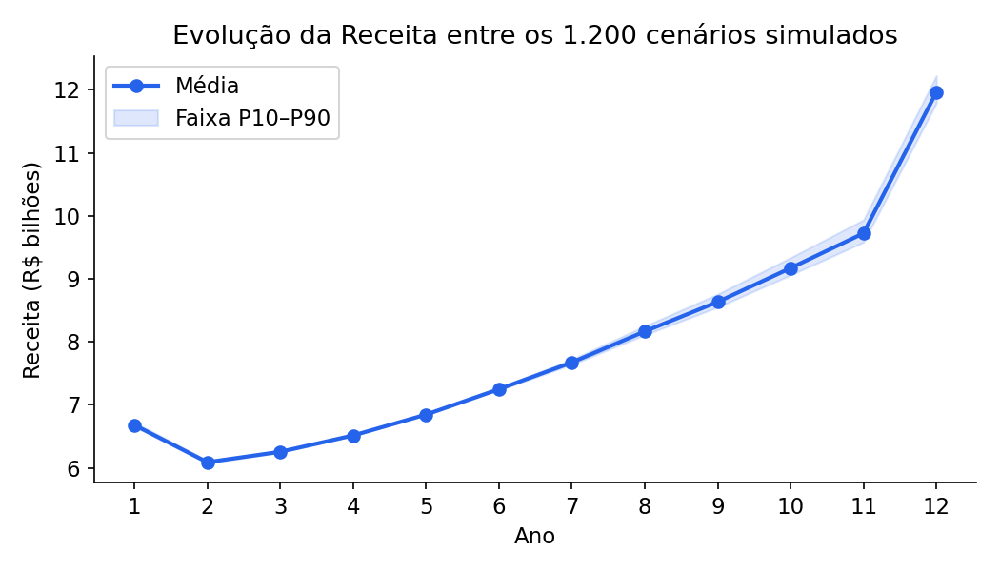 Evolução da Receita entre os 1.200 cenários simulados
Média
Faixa P10–P90
Receita (R$ bilhões)
12
11
10
9
8
7
6
1 2 3 4 5 6 7 8 9 10 11 12
Ano